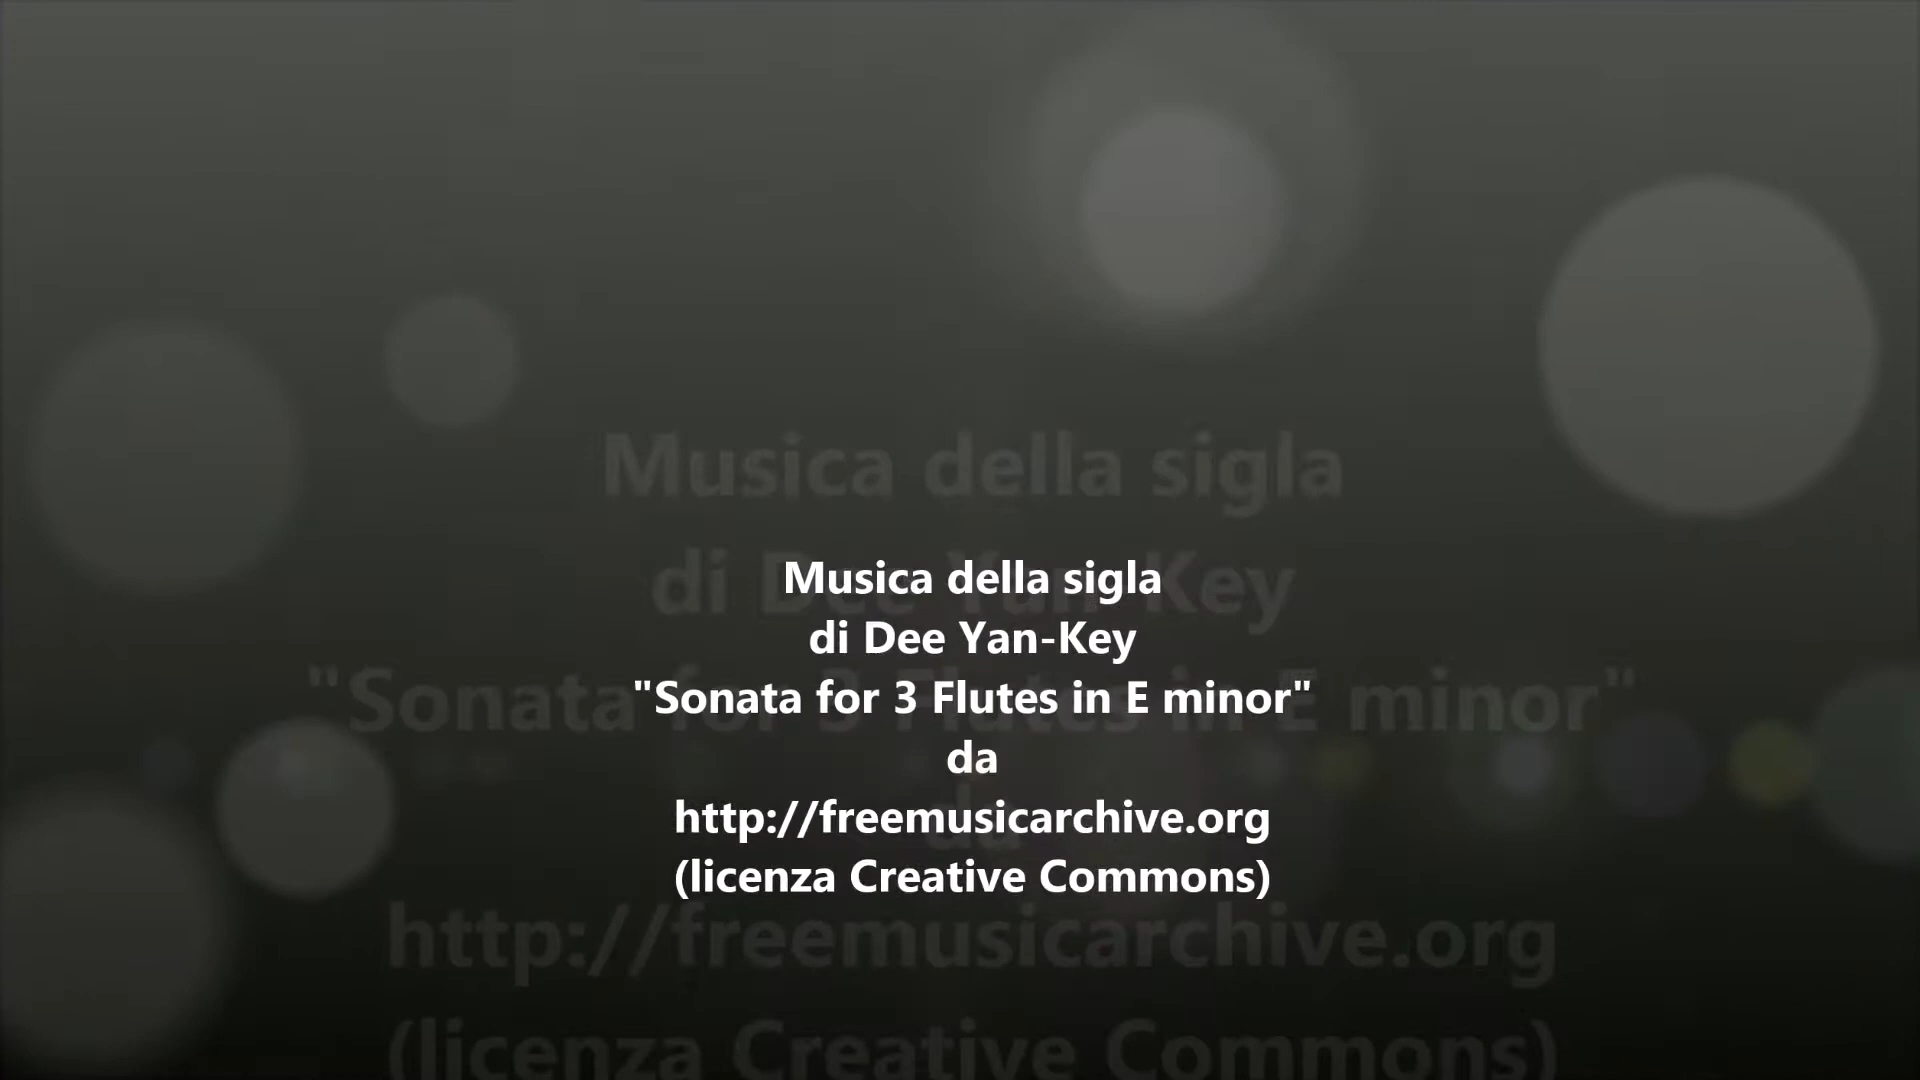 Musica della sigla
di Dee Yan-Key
"Sonata for 3 Flutes in E minor"
da
http://freemusicarchive.org
(licenza Creative Commons)